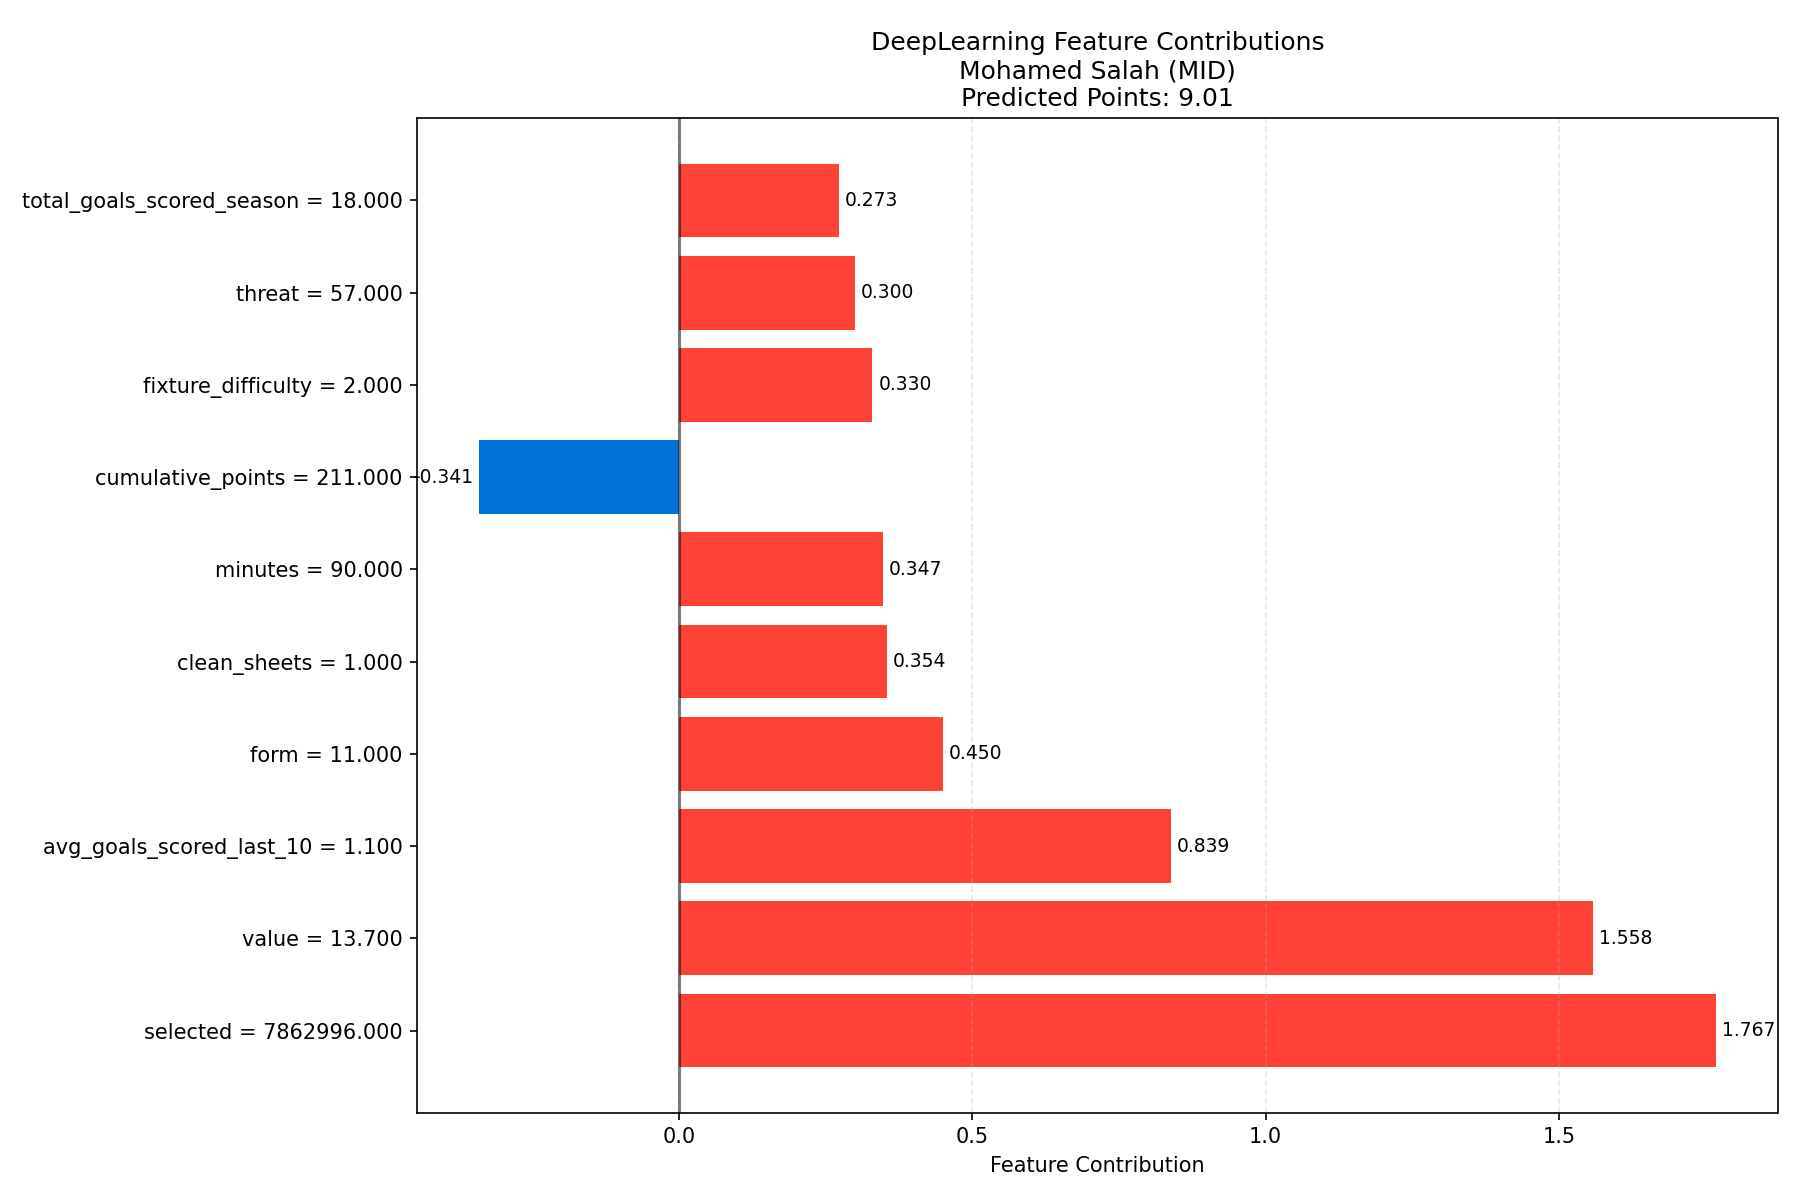 DeepLearning Feature Contributions
Mohamed Salah (MID)
Predicted Points: 9.01
total_goals_scored_season = 18.000
0.273
threat = 57.000
0.300
fixture_difficulty = 2.000
0.330
cumulative_points = 211.000
-0.341
minutes = 90.000
0.347
clean_sheets = 1.000
0.354
form = 11.000
0.450
avg_goals_scored_last_10 = 1.100
0.839
value = 13.700
1.558
selected = 7862996.000
1.767
0.0 0.5 1.0 1.5
Feature Contribution